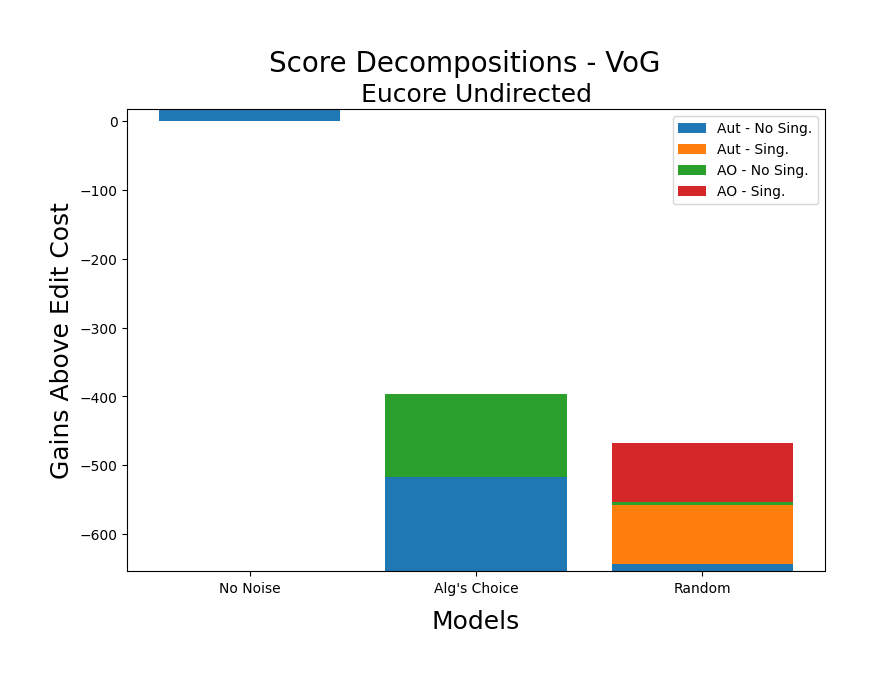 Score Decompositions - VoG
Eucore Undirected
Aut - No Sing.
Aut - Sing.
AO - No Sing.
AO - Sing.
Gains Above Edit Cost
0
−100
−200
−300
−400
−500
−600
No Noise
Alg's Choice
Random
Models